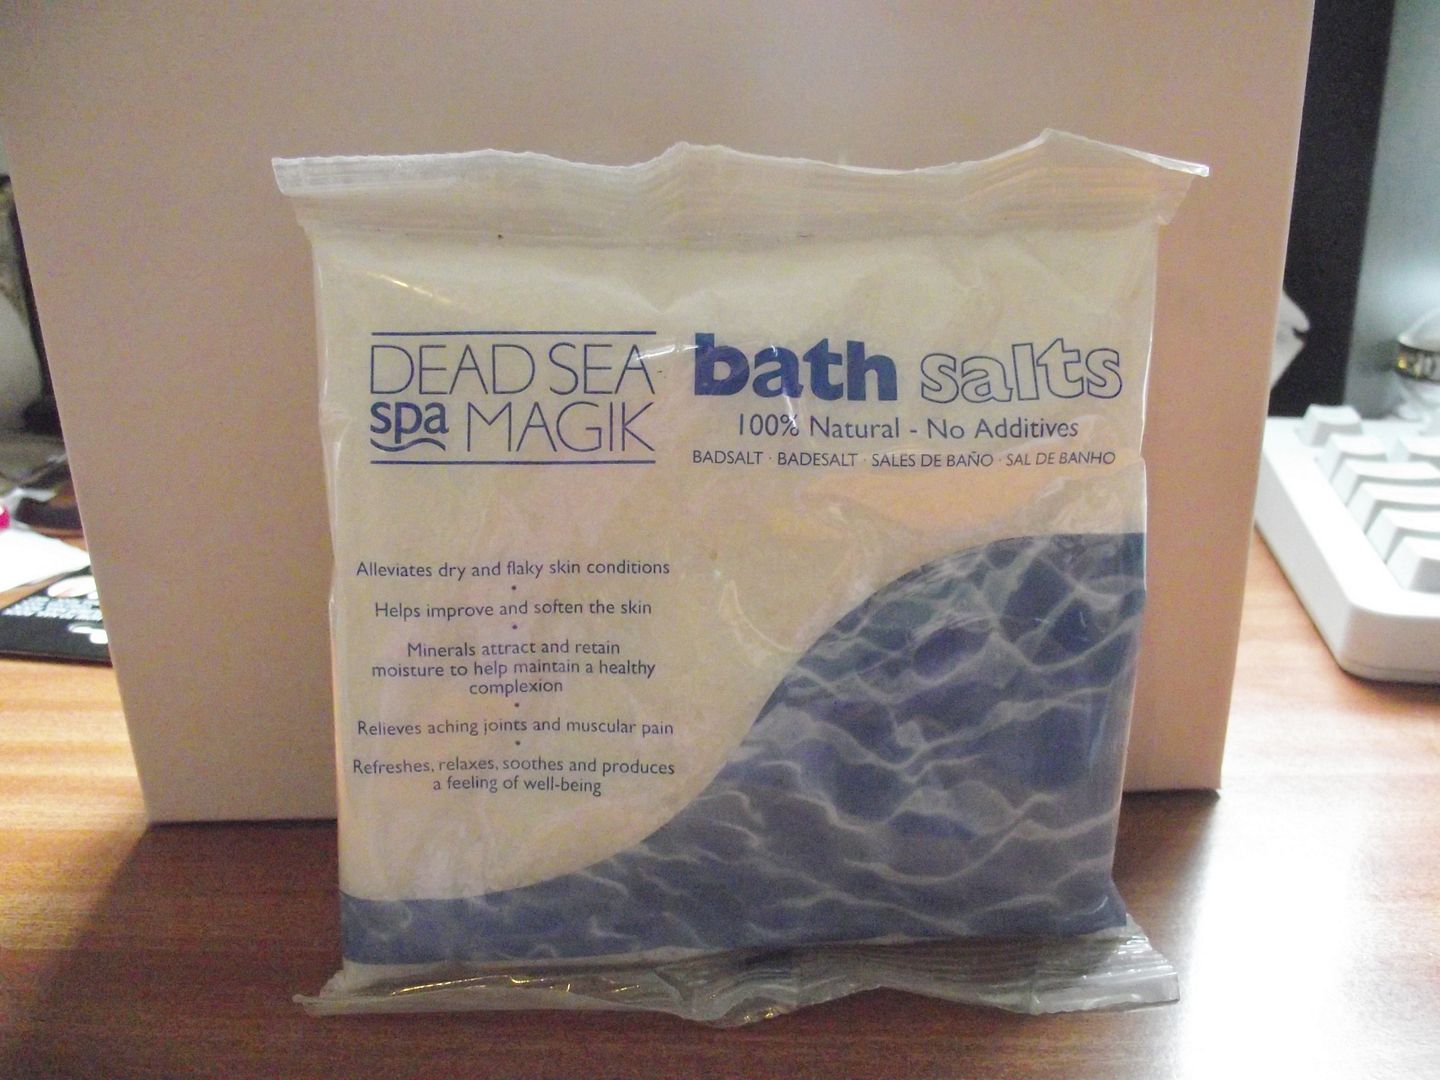 DEAD SEA
spa MAGIK
bath salts
100% Natural - No Additives
BADSALT · BADESALT · SALES DE BAÑO · SAL DE BANHO
Alleviates dry and flaky skin conditions
•
Helps improve and soften the skin
•
Minerals attract and retain
moisture to help maintain a healthy
complexion
•
Relieves aching joints and muscular pain
•
Refreshes, relaxes, soothes and produces
a feeling of well-being